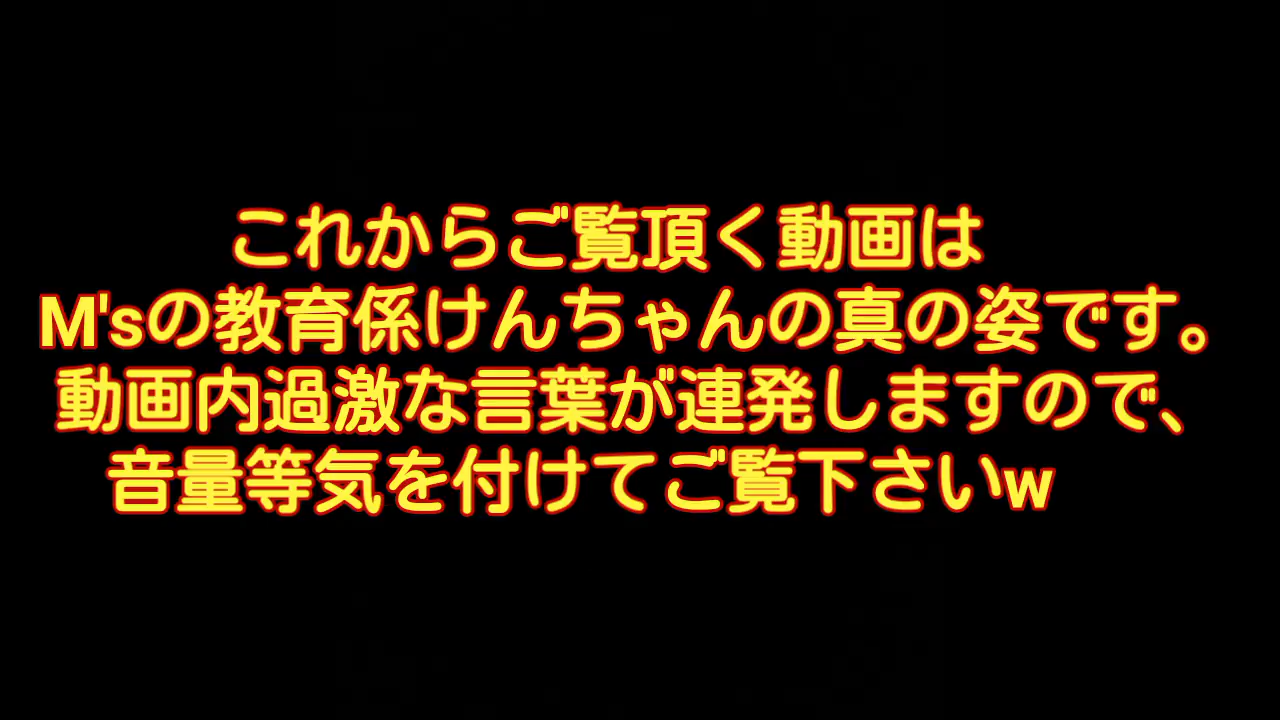 これからご覧頂く動画は
M'sの教育係けんちゃんの真の姿です。
動画内過激な言葉が連発しますので、
音量等気を付けてご覧下さいw